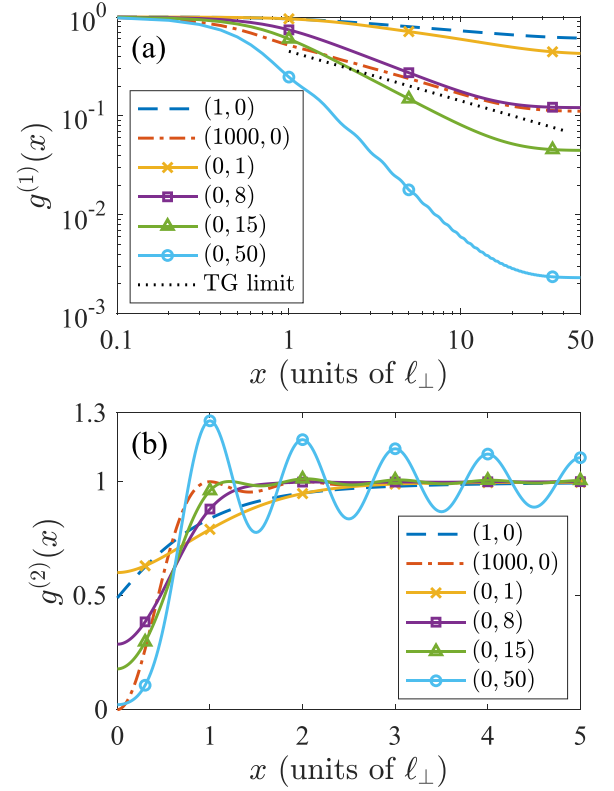 (a)
g⁽¹⁾(x)
10⁰
10⁻¹
10⁻²
10⁻³
(1, 0)
(1000, 0)
(0, 1)
(0, 8)
(0, 15)
(0, 50)
TG limit
0.1 1 10 50
x (units of ℓ⊥)
(b)
g⁽²⁾(x)
1.3
1
0.5
0
(1, 0)
(1000, 0)
(0, 1)
(0, 8)
(0, 15)
(0, 50)
0 1 2 3 4 5
x (units of ℓ⊥)